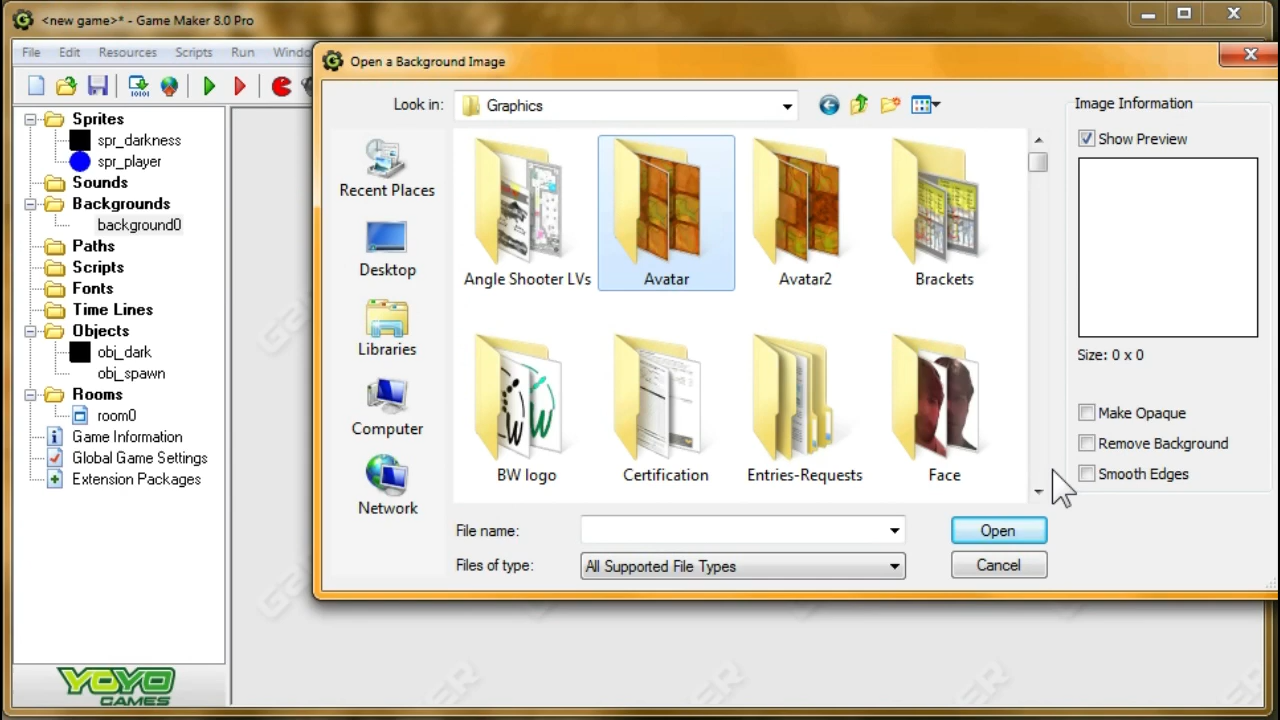 <new game>* - Game Maker 8.0 Pro
File Edit Resources Scripts Run Windo
Open a Background Image
Look in: Graphics
Image Information
Show Preview
Sprites
spr_darkness
spr_player
Sounds
Backgrounds
background0
Paths
Scripts
Fonts
Time Lines
Objects
obj_dark
obj_spawn
Rooms
room0
Game Information
Global Game Settings
Extension Packages
Recent Places
Desktop
Libraries
Computer
Network
Angle Shooter LVs Avatar Avatar2 Brackets
BW logo Certification Entries-Requests Face
Size: 0 x 0
Make Opaque
Remove Background
Smooth Edges
File name:
Open
Files of type: All Supported File Types
Cancel
YOYO
GAMES